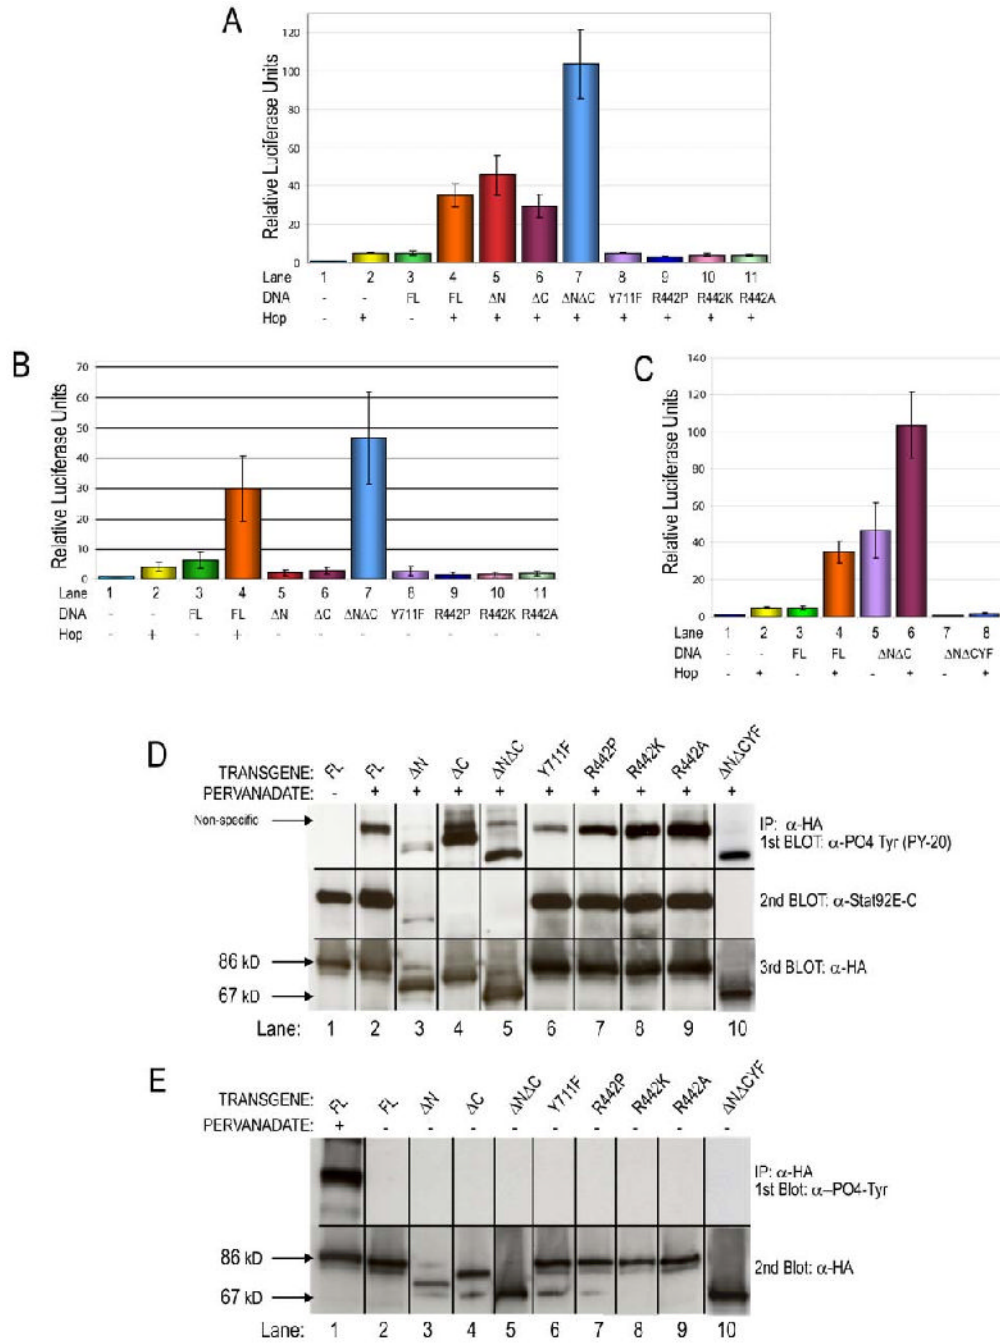 A
Relative Luciferase Units
120
100
80
60
40
20
0
Lane 1 2 3 4 5 6 7 8 9 10 11
DNA - - FL FL ΔN ΔC ΔNΔC Y711F R442P R442K R442A
Hop - + - + + + + + + + +
B
Relative Luciferase Units
70
60
50
40
30
20
10
0
Lane 1 2 3 4 5 6 7 8 9 10 11
DNA - - FL FL ΔN ΔC ΔNΔC Y711F R442P R442K R442A
Hop - + - + - - - - - - -
C
Relative Luciferase Units
140
120
100
80
60
40
20
0
Lane 1 2 3 4 5 6 7 8
DNA - - FL FL ΔNΔC ΔNΔCYF
Hop - + - + - + - +
D
TRANSGENE: FL FL ΔN ΔC ΔNΔC Y711F R442P R442K R442A ΔNΔCYF
PERVANADATE: - + + + + + + + + +
Non-specific
IP: α-HA
1st BLOT: α-PO4 Tyr (PY-20)
2nd BLOT: α-Stat92E-C
86 kD
3rd BLOT: α-HA
67 kD
Lane: 1 2 3 4 5 6 7 8 9 10
E
TRANSGENE: FL FL ΔN ΔC ΔNΔC Y711F R442P R442K R442A ΔNΔCYF
PERVANADATE: + - - - - - - - - -
IP: α-HA
1st Blot: α–PO4-Tyr
86 kD
2nd Blot: α-HA
67 kD
Lane: 1 2 3 4 5 6 7 8 9 10